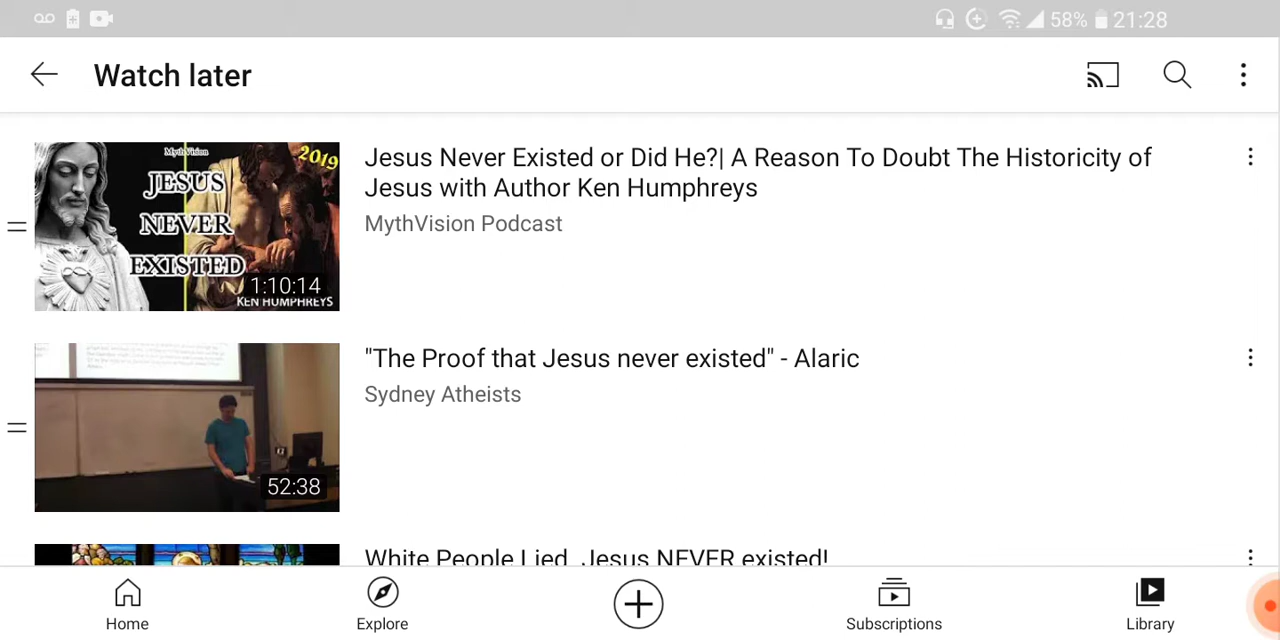 58% 21:28
Watch later
MythVision
2019
JESUS
NEVER
EXISTED
1:10:14
KEN HUMPHREYS
Jesus Never Existed or Did He?| A Reason To Doubt The Historicity of
Jesus with Author Ken Humphreys
MythVision Podcast
52:38
"The Proof that Jesus never existed" - Alaric
Sydney Atheists
White People Lied, Jesus NEVER existed!
Home
Explore
Subscriptions
Library